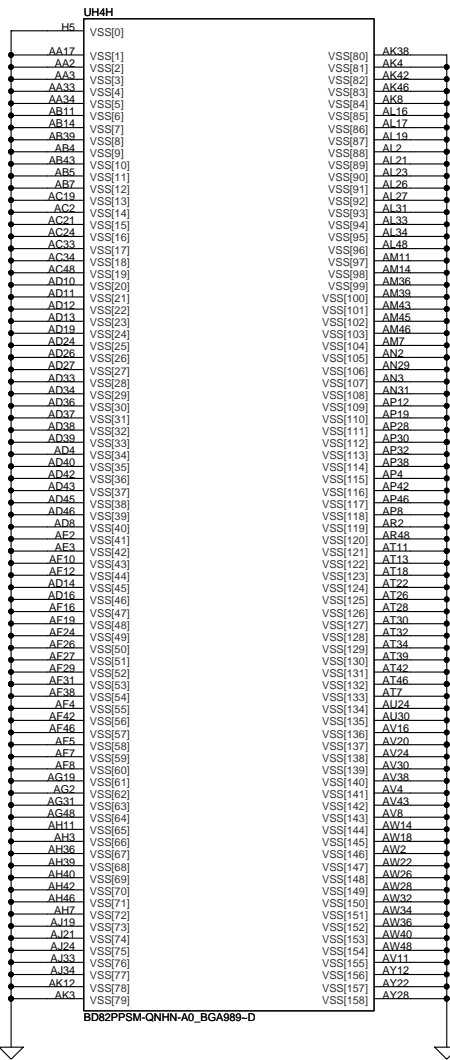 UH4H
H5 VSS[0]
AA17 VSS[1] VSS[80] AK38
AA2 VSS[2] VSS[81] AK4
AA3 VSS[3] VSS[82] AK42
AA33 VSS[4] VSS[83] AK46
AA34 VSS[5] VSS[84] AK8
AB11 VSS[6] VSS[85] AL16
AB14 VSS[7] VSS[86] AL17
AB39 VSS[8] VSS[87] AL19
AB4 VSS[9] VSS[88] AL2
AB43 VSS[10] VSS[89] AL21
AB5 VSS[11] VSS[90] AL23
AB7 VSS[12] VSS[91] AL26
AC19 VSS[13] VSS[92] AL27
AC2 VSS[14] VSS[93] AL31
AC21 VSS[15] VSS[94] AL33
AC24 VSS[16] VSS[95] AL34
AC33 VSS[17] VSS[96] AL48
AC34 VSS[18] VSS[97] AM11
AC48 VSS[19] VSS[98] AM14
AD10 VSS[20] VSS[99] AM36
AD11 VSS[21] VSS[100] AM39
AD12 VSS[22] VSS[101] AM43
AD13 VSS[23] VSS[102] AM45
AD19 VSS[24] VSS[103] AM46
AD24 VSS[25] VSS[104] AM7
AD26 VSS[26] VSS[105] AN2
AD27 VSS[27] VSS[106] AN29
AD33 VSS[28] VSS[107] AN3
AD34 VSS[29] VSS[108] AN31
AD36 VSS[30] VSS[109] AP12
AD37 VSS[31] VSS[110] AP19
AD38 VSS[32] VSS[111] AP28
AD39 VSS[33] VSS[112] AP30
AD4 VSS[34] VSS[113] AP32
AD40 VSS[35] VSS[114] AP38
AD42 VSS[36] VSS[115] AP4
AD43 VSS[37] VSS[116] AP42
AD45 VSS[38] VSS[117] AP46
AD46 VSS[39] VSS[118] AP8
AD8 VSS[40] VSS[119] AR2
AE2 VSS[41] VSS[120] AR48
AE3 VSS[42] VSS[121] AT11
AF10 VSS[43] VSS[122] AT13
AF12 VSS[44] VSS[123] AT18
AD14 VSS[45] VSS[124] AT22
AD16 VSS[46] VSS[125] AT26
AF16 VSS[47] VSS[126] AT28
AF19 VSS[48] VSS[127] AT30
AF24 VSS[49] VSS[128] AT32
AF26 VSS[50] VSS[129] AT34
AF27 VSS[51] VSS[130] AT39
AF29 VSS[52] VSS[131] AT42
AF31 VSS[53] VSS[132] AT46
AF38 VSS[54] VSS[133] AT7
AF4 VSS[55] VSS[134] AU24
AF42 VSS[56] VSS[135] AU30
AF46 VSS[57] VSS[136] AV16
AF5 VSS[58] VSS[137] AV20
AF7 VSS[59] VSS[138] AV24
AF8 VSS[60] VSS[139] AV30
AG19 VSS[61] VSS[140] AV38
AG2 VSS[62] VSS[141] AV4
AG31 VSS[63] VSS[142] AV43
AG48 VSS[64] VSS[143] AV8
AH11 VSS[65] VSS[144] AW14
AH3 VSS[66] VSS[145] AW18
AH36 VSS[67] VSS[146] AW2
AH39 VSS[68] VSS[147] AW22
AH40 VSS[69] VSS[148] AW26
AH42 VSS[70] VSS[149] AW28
AH46 VSS[71] VSS[150] AW32
AH7 VSS[72] VSS[151] AW34
AJ19 VSS[73] VSS[152] AW36
AJ21 VSS[74] VSS[153] AW40
AJ24 VSS[75] VSS[154] AW48
AJ33 VSS[76] VSS[155] AV11
AJ34 VSS[77] VSS[156] AY12
AK12 VSS[78] VSS[157] AY22
AK3 VSS[79] VSS[158] AY28
BD82PPSM-QNHN-A0_BGA989~D